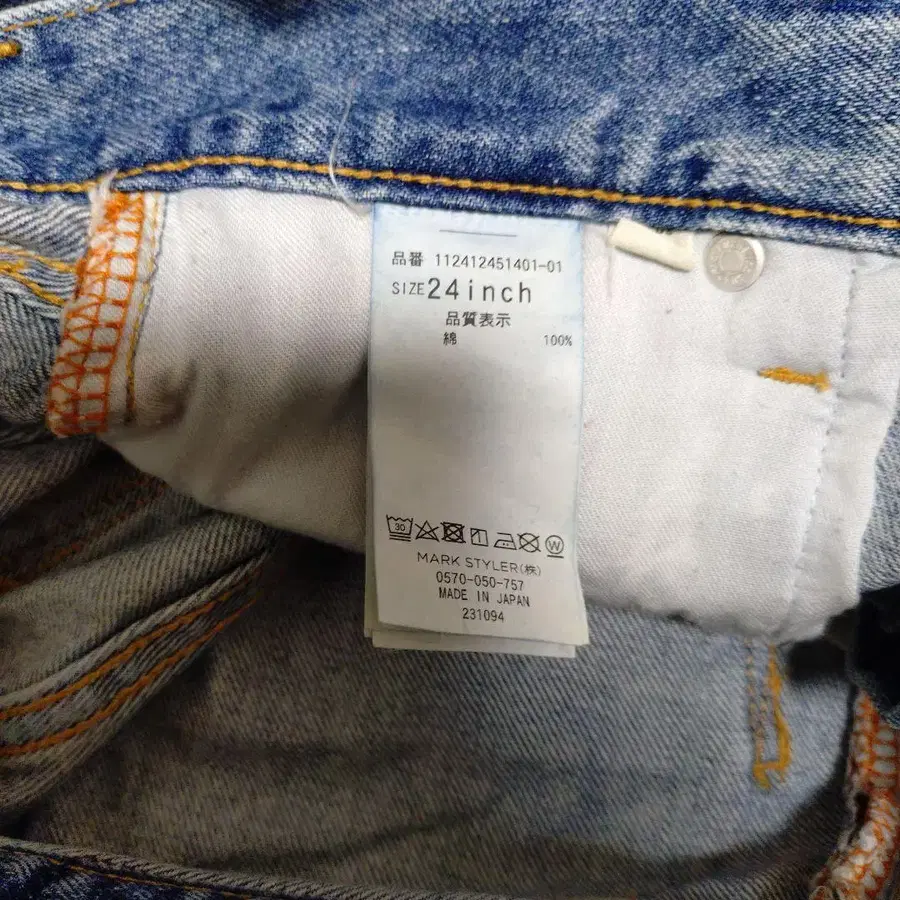 品番 112412451401-01
SIZE 24inch
品質表示
綿 100%
30
W
MARK STYLER(株)
0570-050-757
MADE IN JAPAN
231094